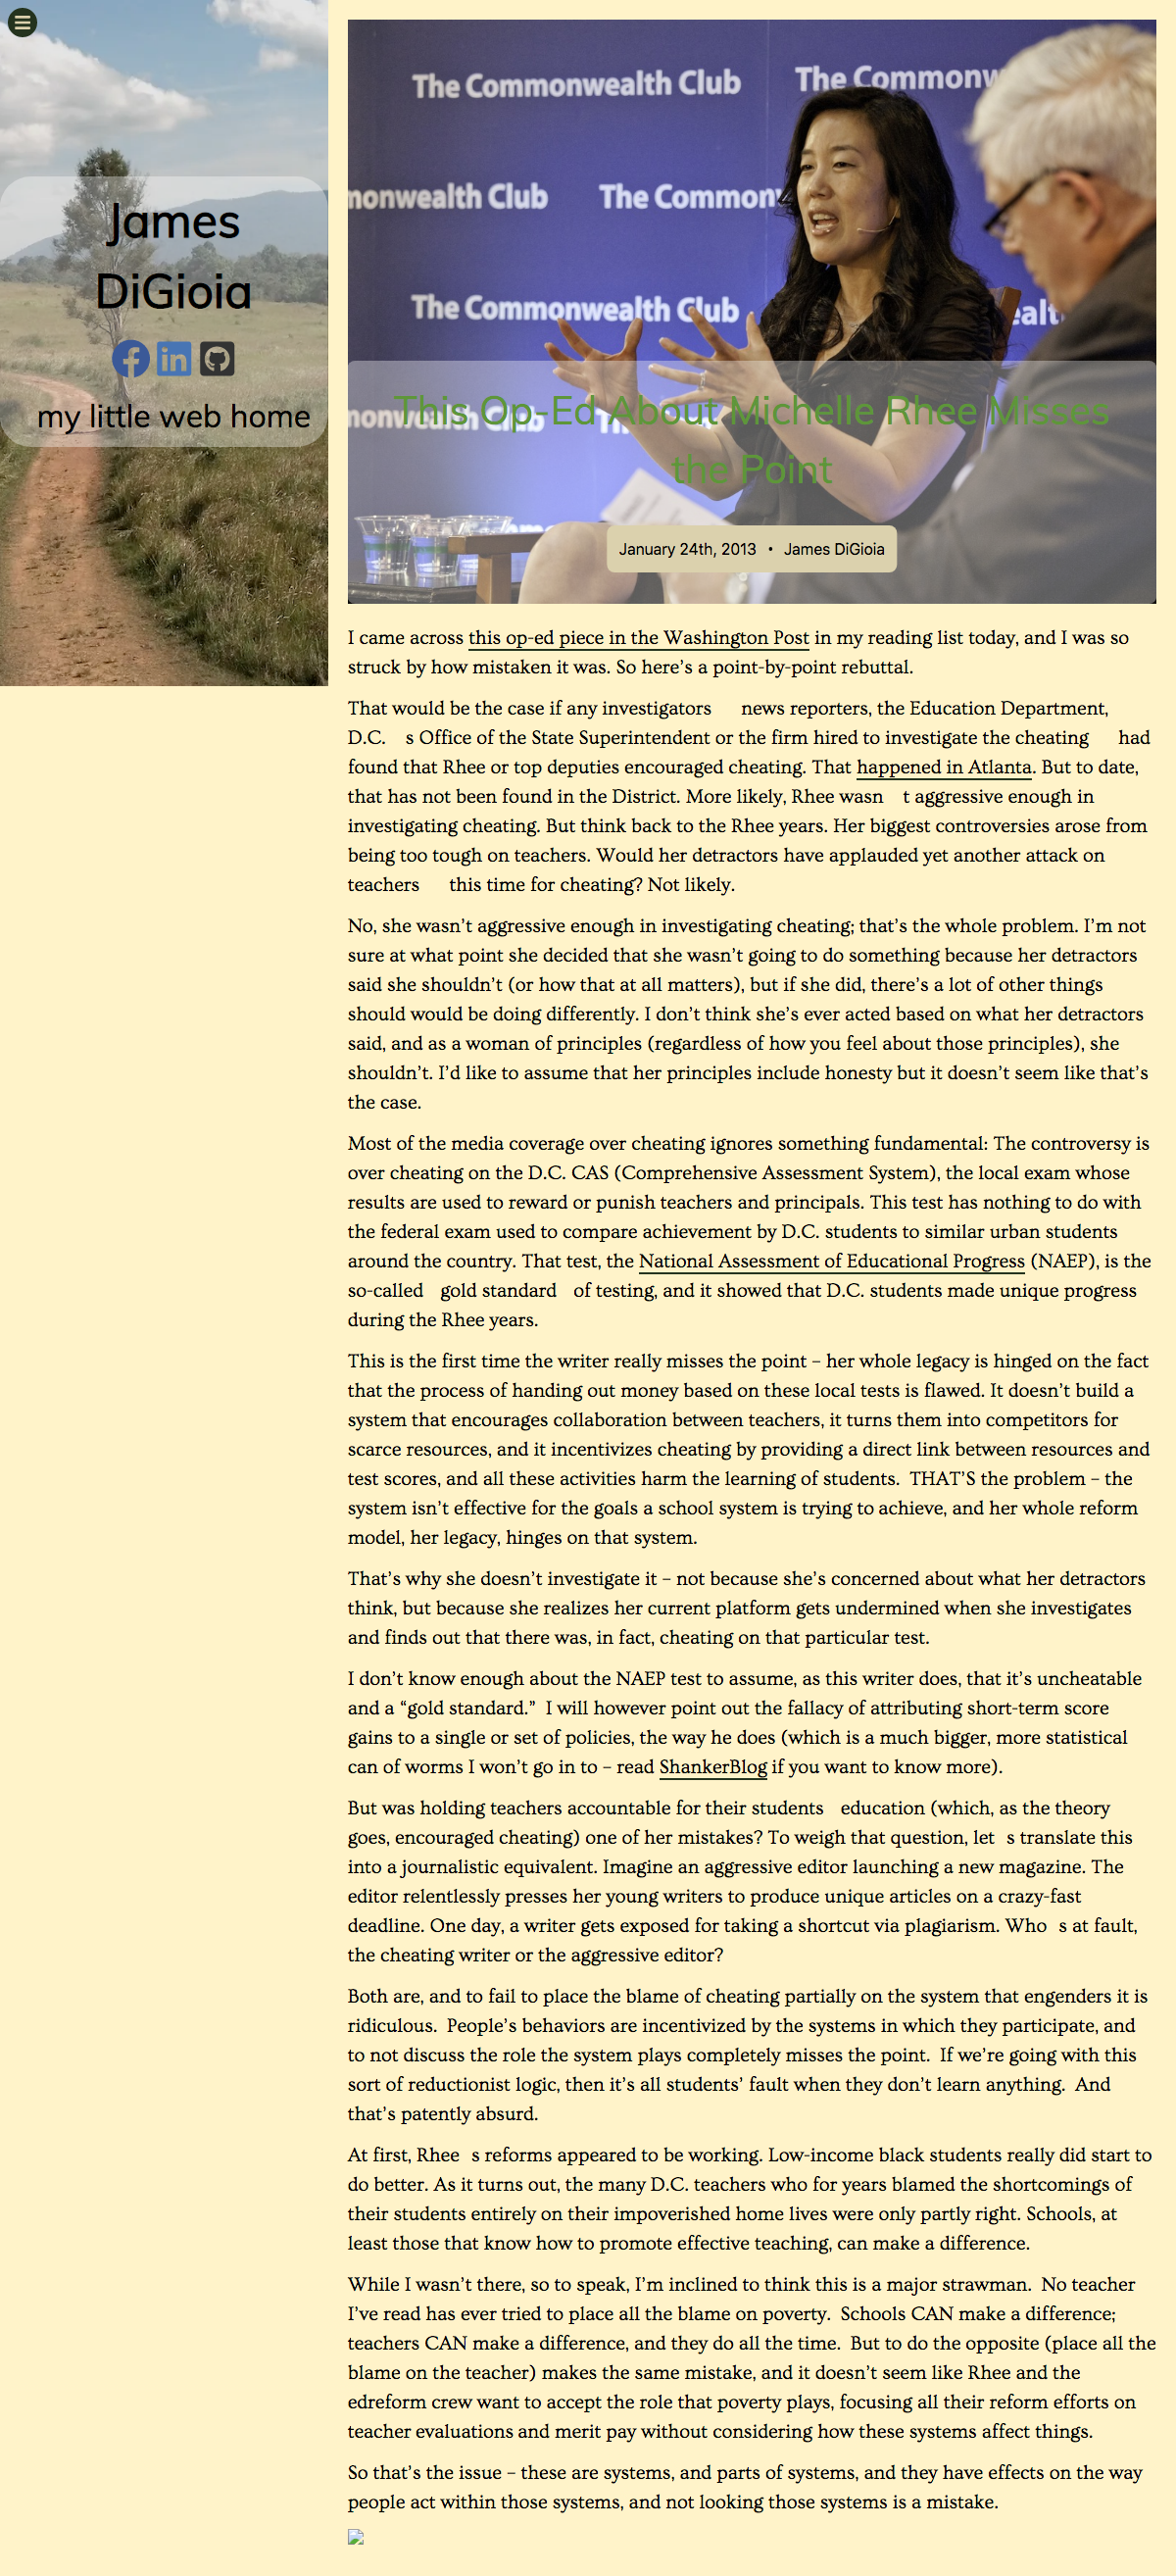 James
DiGioia
my little web home
The Commonwealth Club
The Commonw
monwealth Club
The Common
The Commonwealth Club
ealt
monwealth Club
This Op-Ed About Michelle Rhee Misses
the Point
January 24th, 2013 • James DiGioia
I came across this op-ed piece in the Washington Post in my reading list today, and I was so
struck by how mistaken it was. So here’s a point-by-point rebuttal.
That would be the case if any investigators news reporters, the Education Department,
D.C. s Office of the State Superintendent or the firm hired to investigate the cheating had
found that Rhee or top deputies encouraged cheating. That happened in Atlanta. But to date,
that has not been found in the District. More likely, Rhee wasn t aggressive enough in
investigating cheating. But think back to the Rhee years. Her biggest controversies arose from
being too tough on teachers. Would her detractors have applauded yet another attack on
teachers this time for cheating? Not likely.
No, she wasn’t aggressive enough in investigating cheating; that’s the whole problem. I’m not
sure at what point she decided that she wasn’t going to do something because her detractors
said she shouldn’t (or how that at all matters), but if she did, there’s a lot of other things
should would be doing differently. I don’t think she’s ever acted based on what her detractors
said, and as a woman of principles (regardless of how you feel about those principles), she
shouldn’t. I’d like to assume that her principles include honesty but it doesn’t seem like that’s
the case.
Most of the media coverage over cheating ignores something fundamental: The controversy is
over cheating on the D.C. CAS (Comprehensive Assessment System), the local exam whose
results are used to reward or punish teachers and principals. This test has nothing to do with
the federal exam used to compare achievement by D.C. students to similar urban students
around the country. That test, the National Assessment of Educational Progress (NAEP), is the
so-called gold standard of testing, and it showed that D.C. students made unique progress
during the Rhee years.
This is the first time the writer really misses the point – her whole legacy is hinged on the fact
that the process of handing out money based on these local tests is flawed. It doesn’t build a
system that encourages collaboration between teachers, it turns them into competitors for
scarce resources, and it incentivizes cheating by providing a direct link between resources and
test scores, and all these activities harm the learning of students. THAT’S the problem – the
system isn’t effective for the goals a school system is trying to achieve, and her whole reform
model, her legacy, hinges on that system.
That’s why she doesn’t investigate it – not because she’s concerned about what her detractors
think, but because she realizes her current platform gets undermined when she investigates
and finds out that there was, in fact, cheating on that particular test.
I don’t know enough about the NAEP test to assume, as this writer does, that it’s uncheatable
and a “gold standard.” I will however point out the fallacy of attributing short-term score
gains to a single or set of policies, the way he does (which is a much bigger, more statistical
can of worms I won’t go in to – read ShankerBlog if you want to know more).
But was holding teachers accountable for their students education (which, as the theory
goes, encouraged cheating) one of her mistakes? To weigh that question, let s translate this
into a journalistic equivalent. Imagine an aggressive editor launching a new magazine. The
editor relentlessly presses her young writers to produce unique articles on a crazy-fast
deadline. One day, a writer gets exposed for taking a shortcut via plagiarism. Who s at fault,
the cheating writer or the aggressive editor?
Both are, and to fail to place the blame of cheating partially on the system that engenders it is
ridiculous. People’s behaviors are incentivized by the systems in which they participate, and
to not discuss the role the system plays completely misses the point. If we’re going with this
sort of reductionist logic, then it’s all students’ fault when they don’t learn anything. And
that’s patently absurd.
At first, Rhee s reforms appeared to be working. Low-income black students really did start to
do better. As it turns out, the many D.C. teachers who for years blamed the shortcomings of
their students entirely on their impoverished home lives were only partly right. Schools, at
least those that know how to promote effective teaching, can make a difference.
While I wasn’t there, so to speak, I’m inclined to think this is a major strawman. No teacher
I’ve read has ever tried to place all the blame on poverty. Schools CAN make a difference;
teachers CAN make a difference, and they do all the time. But to do the opposite (place all the
blame on the teacher) makes the same mistake, and it doesn’t seem like Rhee and the
edreform crew want to accept the role that poverty plays, focusing all their reform efforts on
teacher evaluations and merit pay without considering how these systems affect things.
So that’s the issue – these are systems, and parts of systems, and they have effects on the way
people act within those systems, and not looking those systems is a mistake.